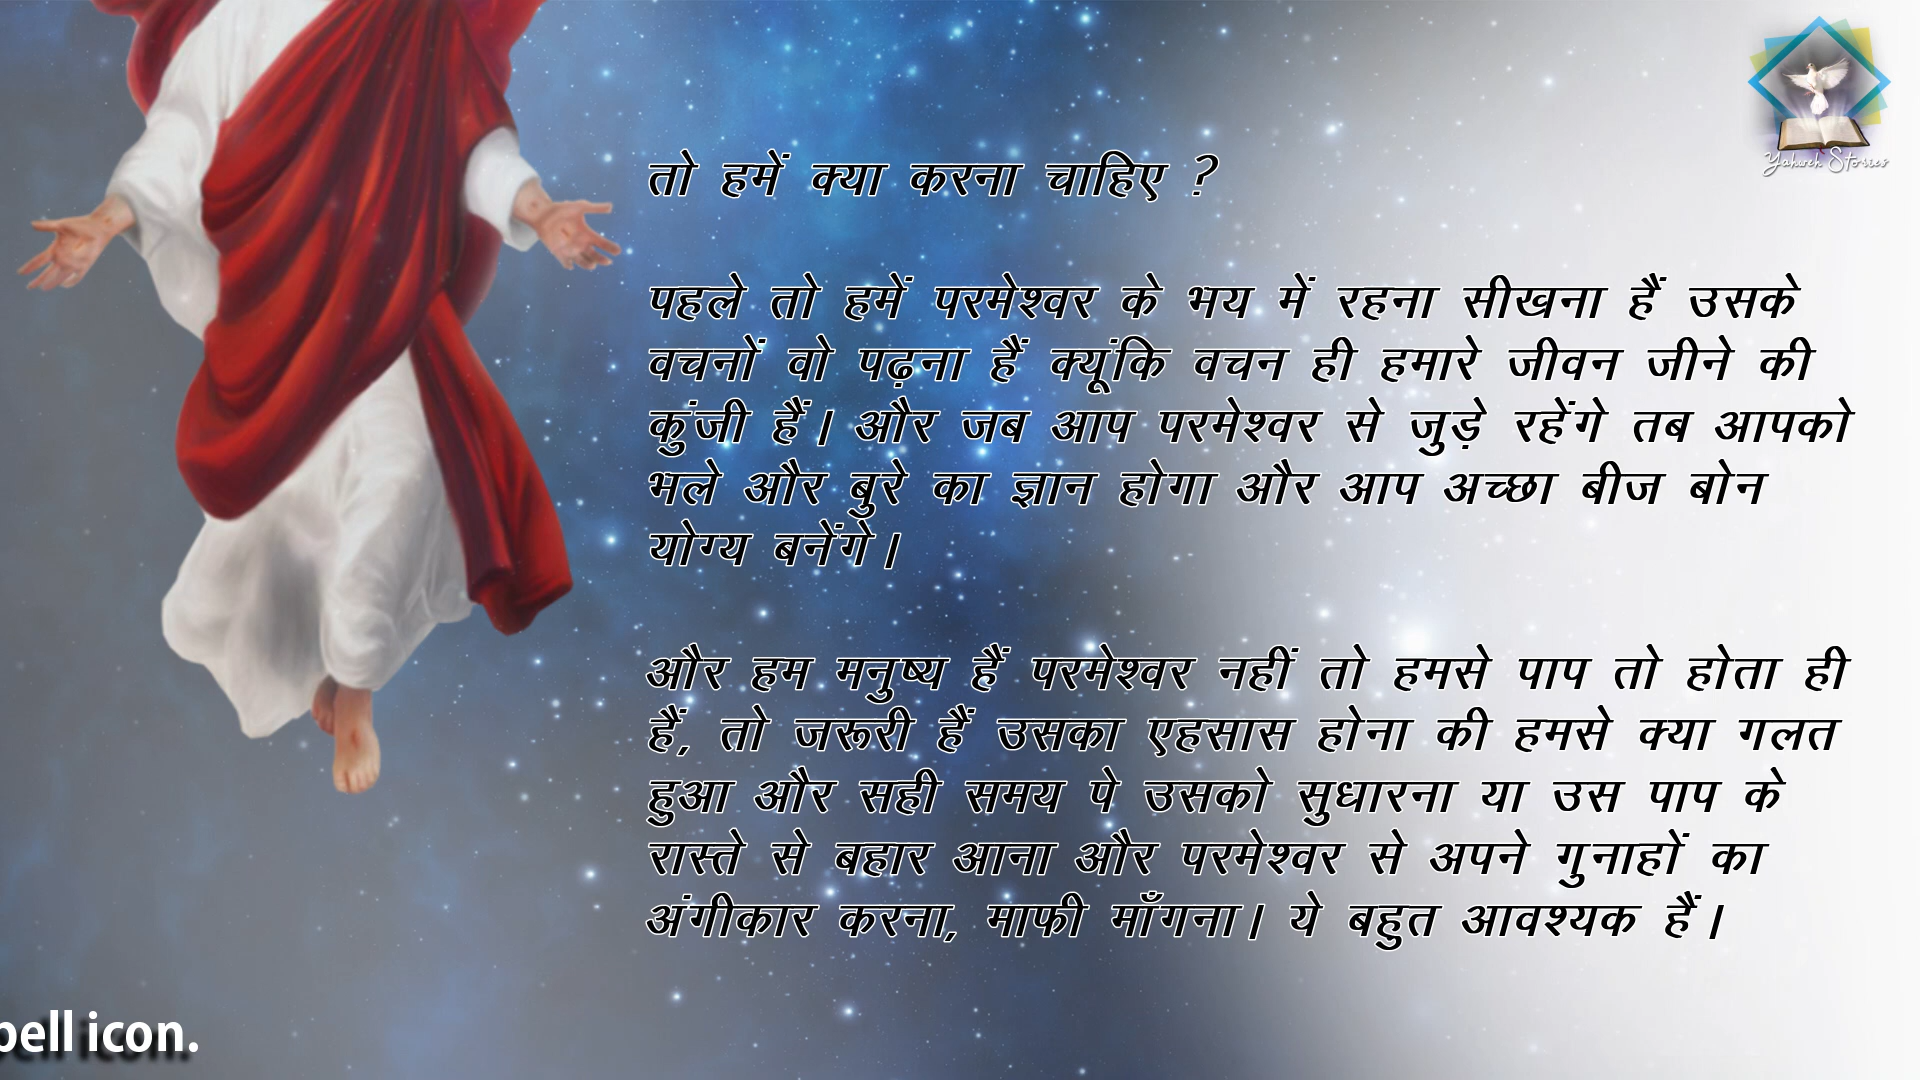 Yahweh Stories
तो हमें क्या करना चाहिए ?
पहले तो हमें परमेश्वर के भय में रहना सीखना हैं उसके
वचनों वो पढ़ना हैं क्यूंकि वचन ही हमारे जीवन जीने की
कुंजी हैं। और जब आप परमेश्वर से जुड़े रहेंगे तब आपको
भले और बुरे का ज्ञान होगा और आप अच्छा बीज बोन
योग्य बनेंगे।
और हम मनुष्य हैं परमेश्वर नहीं तो हमसे पाप तो होता ही
हैं, तो जरूरी हैं उसका एहसास होना की हमसे क्या गलत
हुआ और सही समय पे उसको सुधारना या उस पाप के
रास्ते से बहार आना और परमेश्वर से अपने गुनाहों का
अंगीकार करना, माफी माँगना। ये बहुत आवश्यक हैं।
bell icon.